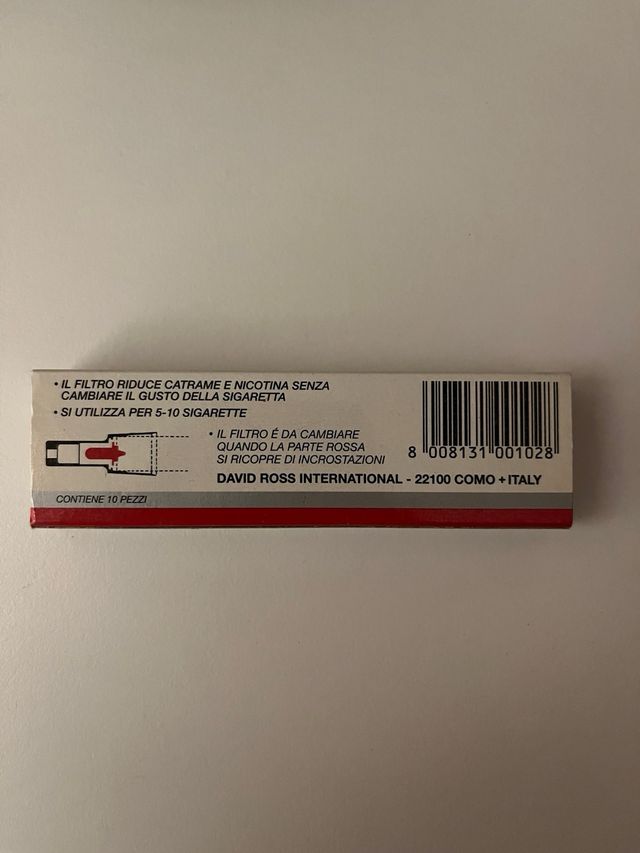 • IL FILTRO RIDUCE CATRAME E NICOTINA SENZA
CAMBIARE IL GUSTO DELLA SIGARETTA
• SI UTILIZZA PER 5-10 SIGARETTE
• IL FILTRO É DA CAMBIARE
QUANDO LA PARTE ROSSA
SI RICOPRE DI INCROSTAZIONI
DAVID ROSS INTERNATIONAL - 22100 COMO + ITALY
CONTIENE 10 PEZZI
8 008131 001028